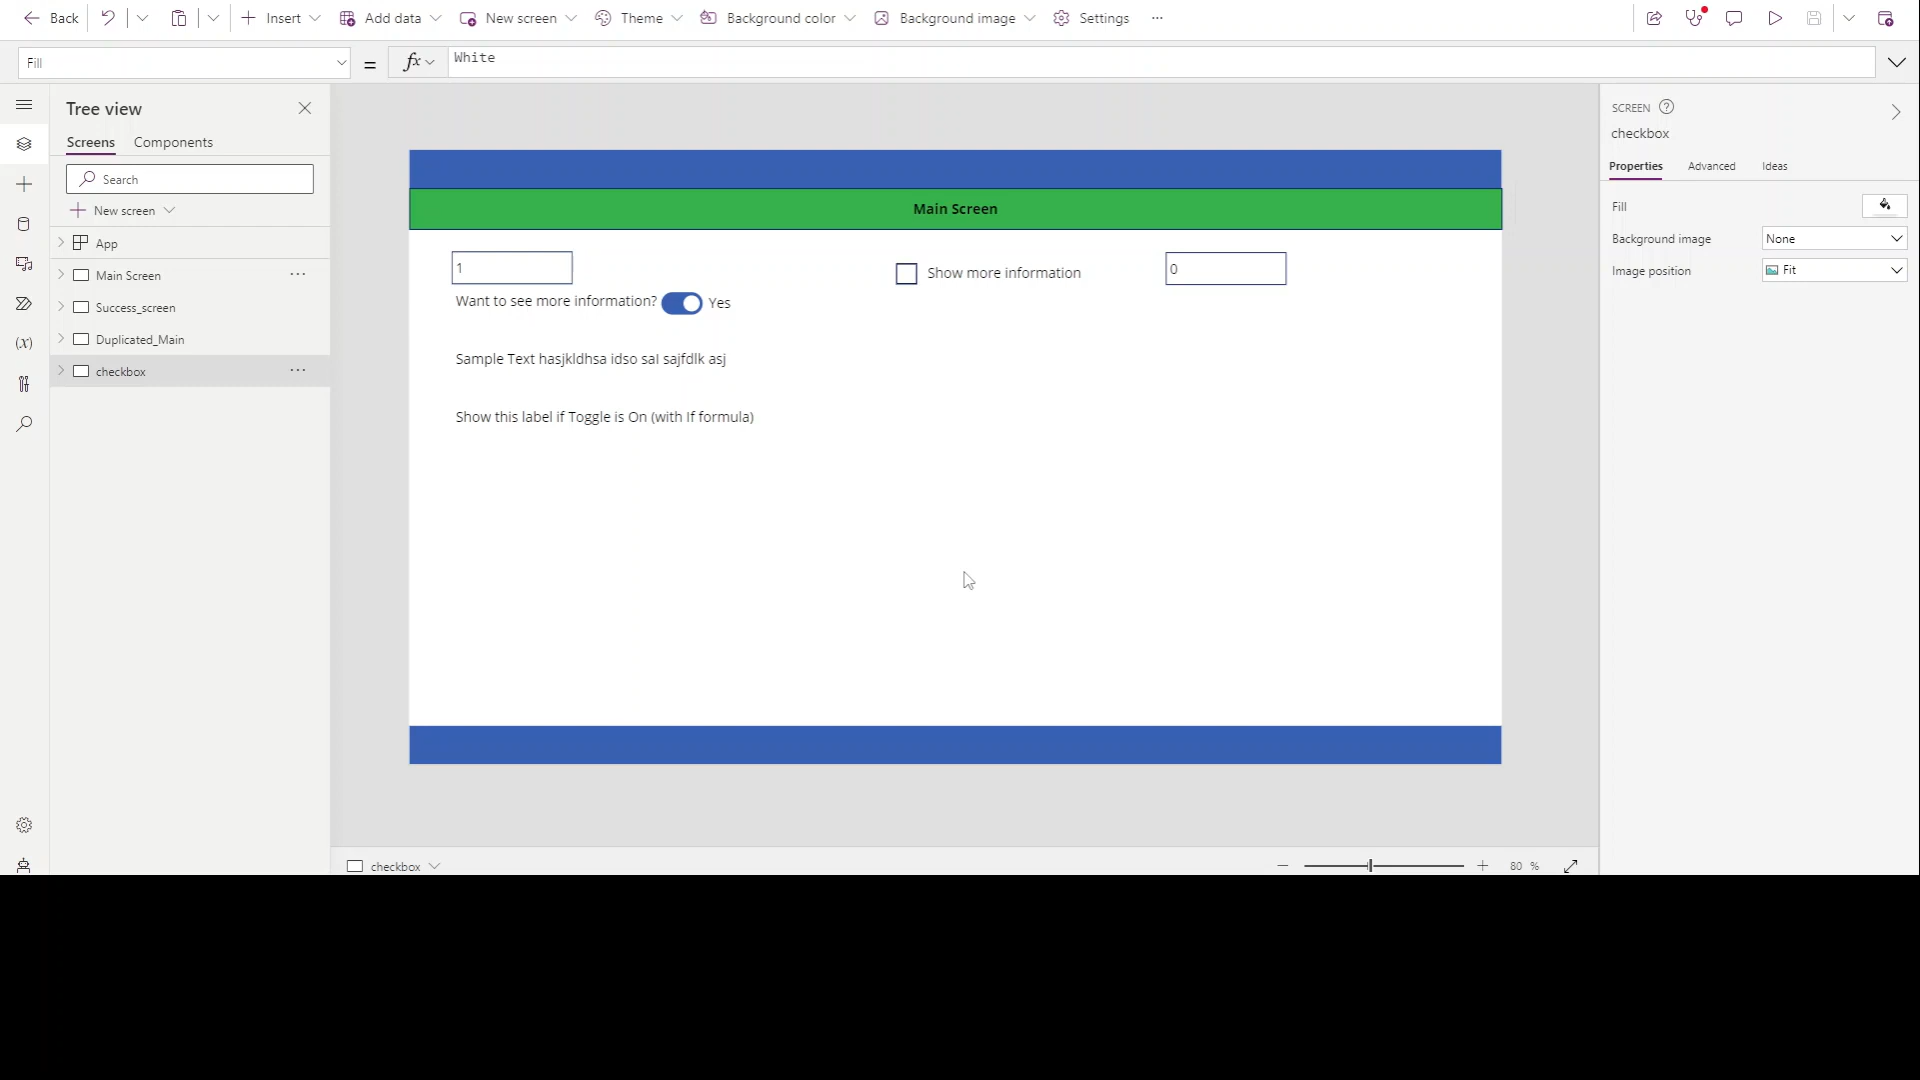 Back
Insert
Add data
New screen
Theme
Background color
Background image
Settings
Fill
=
fx
White
Tree view
Screens
Components
Search
New screen
App
Main Screen
Success_screen
Duplicated_Main
checkbox
Main Screen
1
Show more information
0
Want to see more information?
Yes
Sample Text hasjkldhsa idso sal sajfdlk asj
Show this label if Toggle is On (with If formula)
checkbox
80 %
SCREEN
checkbox
Properties
Advanced
Ideas
Fill
Background image
None
Image position
Fit